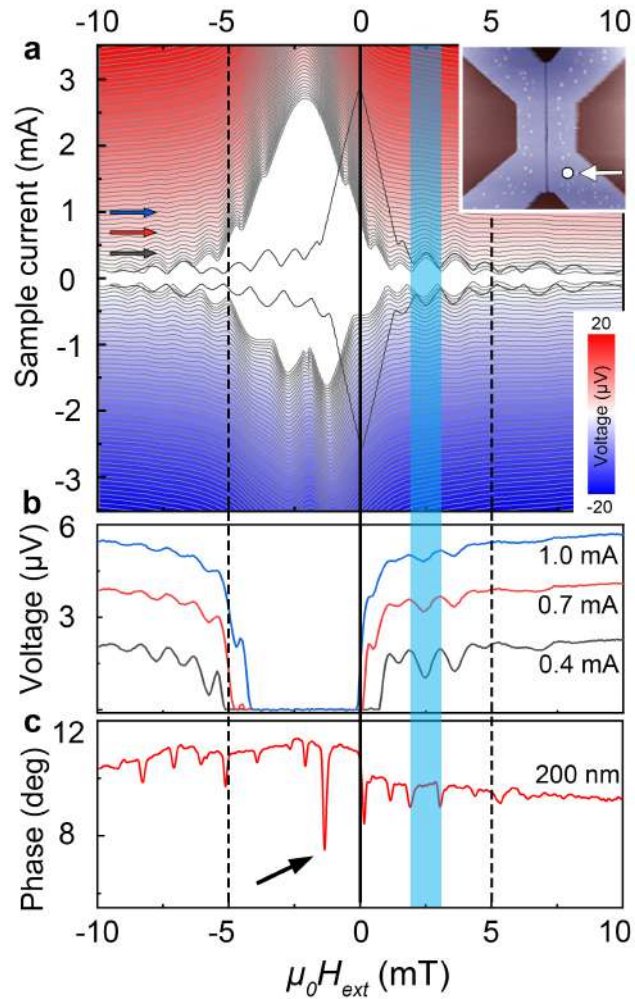 -10 -5 0 5 10
a
Sample current (mA)
3
2
1
0
-1
-2
-3
20
Voltage (µV)
-20
b
Voltage (µV)
6
3
1.0 mA
0.7 mA
0.4 mA
c
Phase (deg)
12
8
200 nm
-10 -5 0 5 10
µ0Hext (mT)